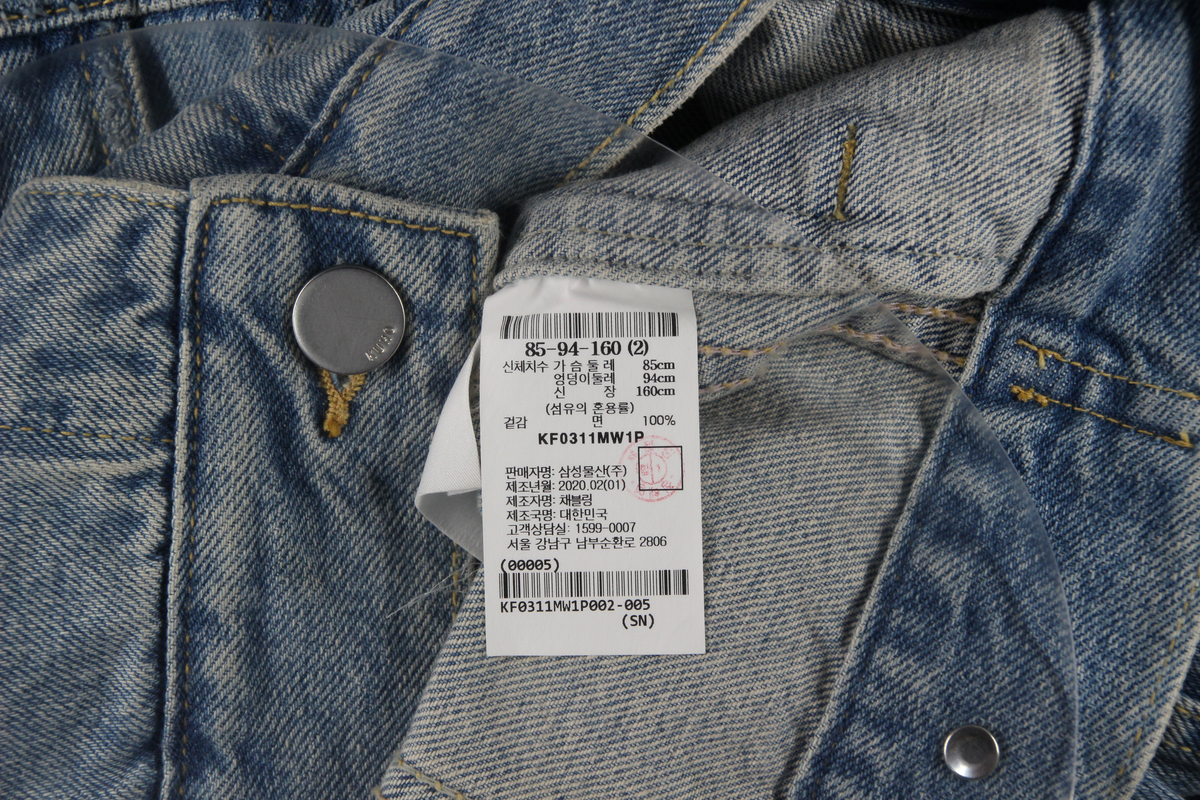 85-94-160 (2)
신체치수 가 슴 둘 레 85cm
엉덩이둘레 94cm
신 장 160cm
(섬유의 혼용률)
겉감 면 100%
KF0311MW1P
판매자명: 삼성물산(주)
제조년월: 2020.02(01)
제조자명: 채블링
제조국명: 대한민국
고객상담실: 1599-0007
서울 강남구 남부순환로 2806
(00005)
KF0311MW1P002-005
(SN)